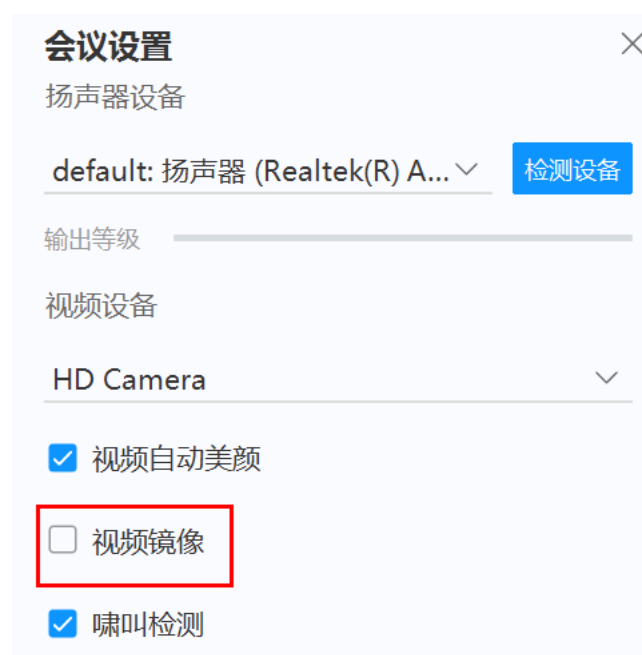 会议设置
扬声器设备
default: 扬声器 (Realtek(R) A... 检测设备
输出等级
视频设备
HD Camera
视频自动美颜
视频镜像
啸叫检测